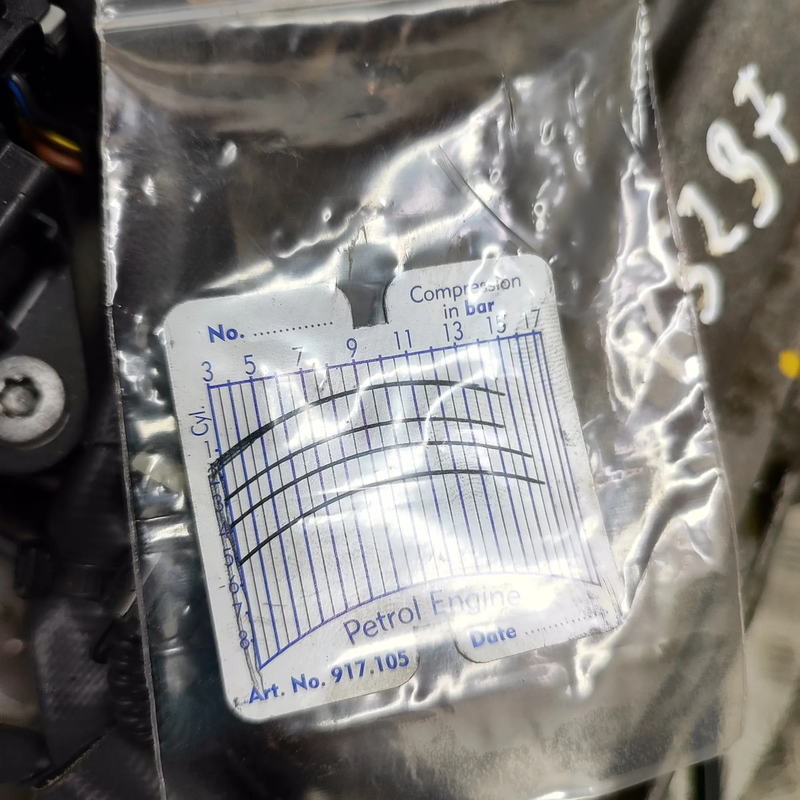 5297
No. ..............
Compression
in bar
3 5 7 9 11 13 15 17
Cyl.
1
2
3
4
5
6
7
8
Petrol Engine
Date ..............
Art. No. 917.105